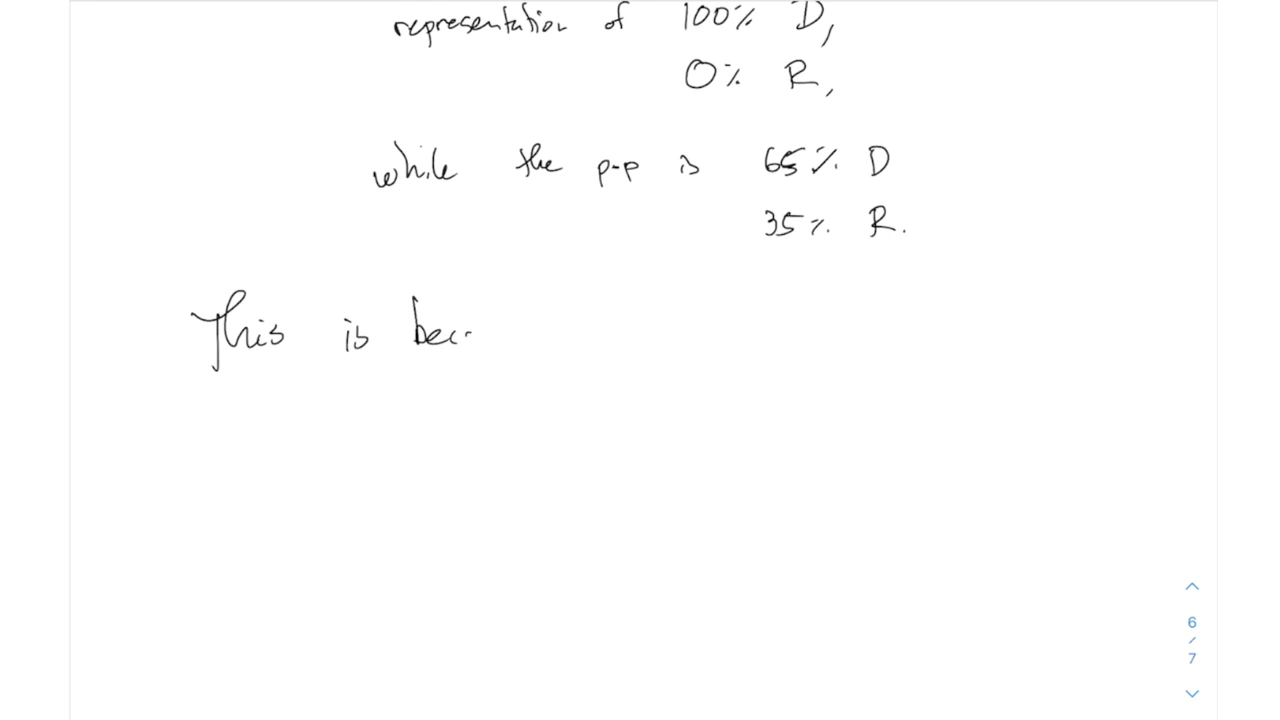 representation of 100% D,
0% R,
while the p-p is 65% D
35% R.
This is bec
6
/
7